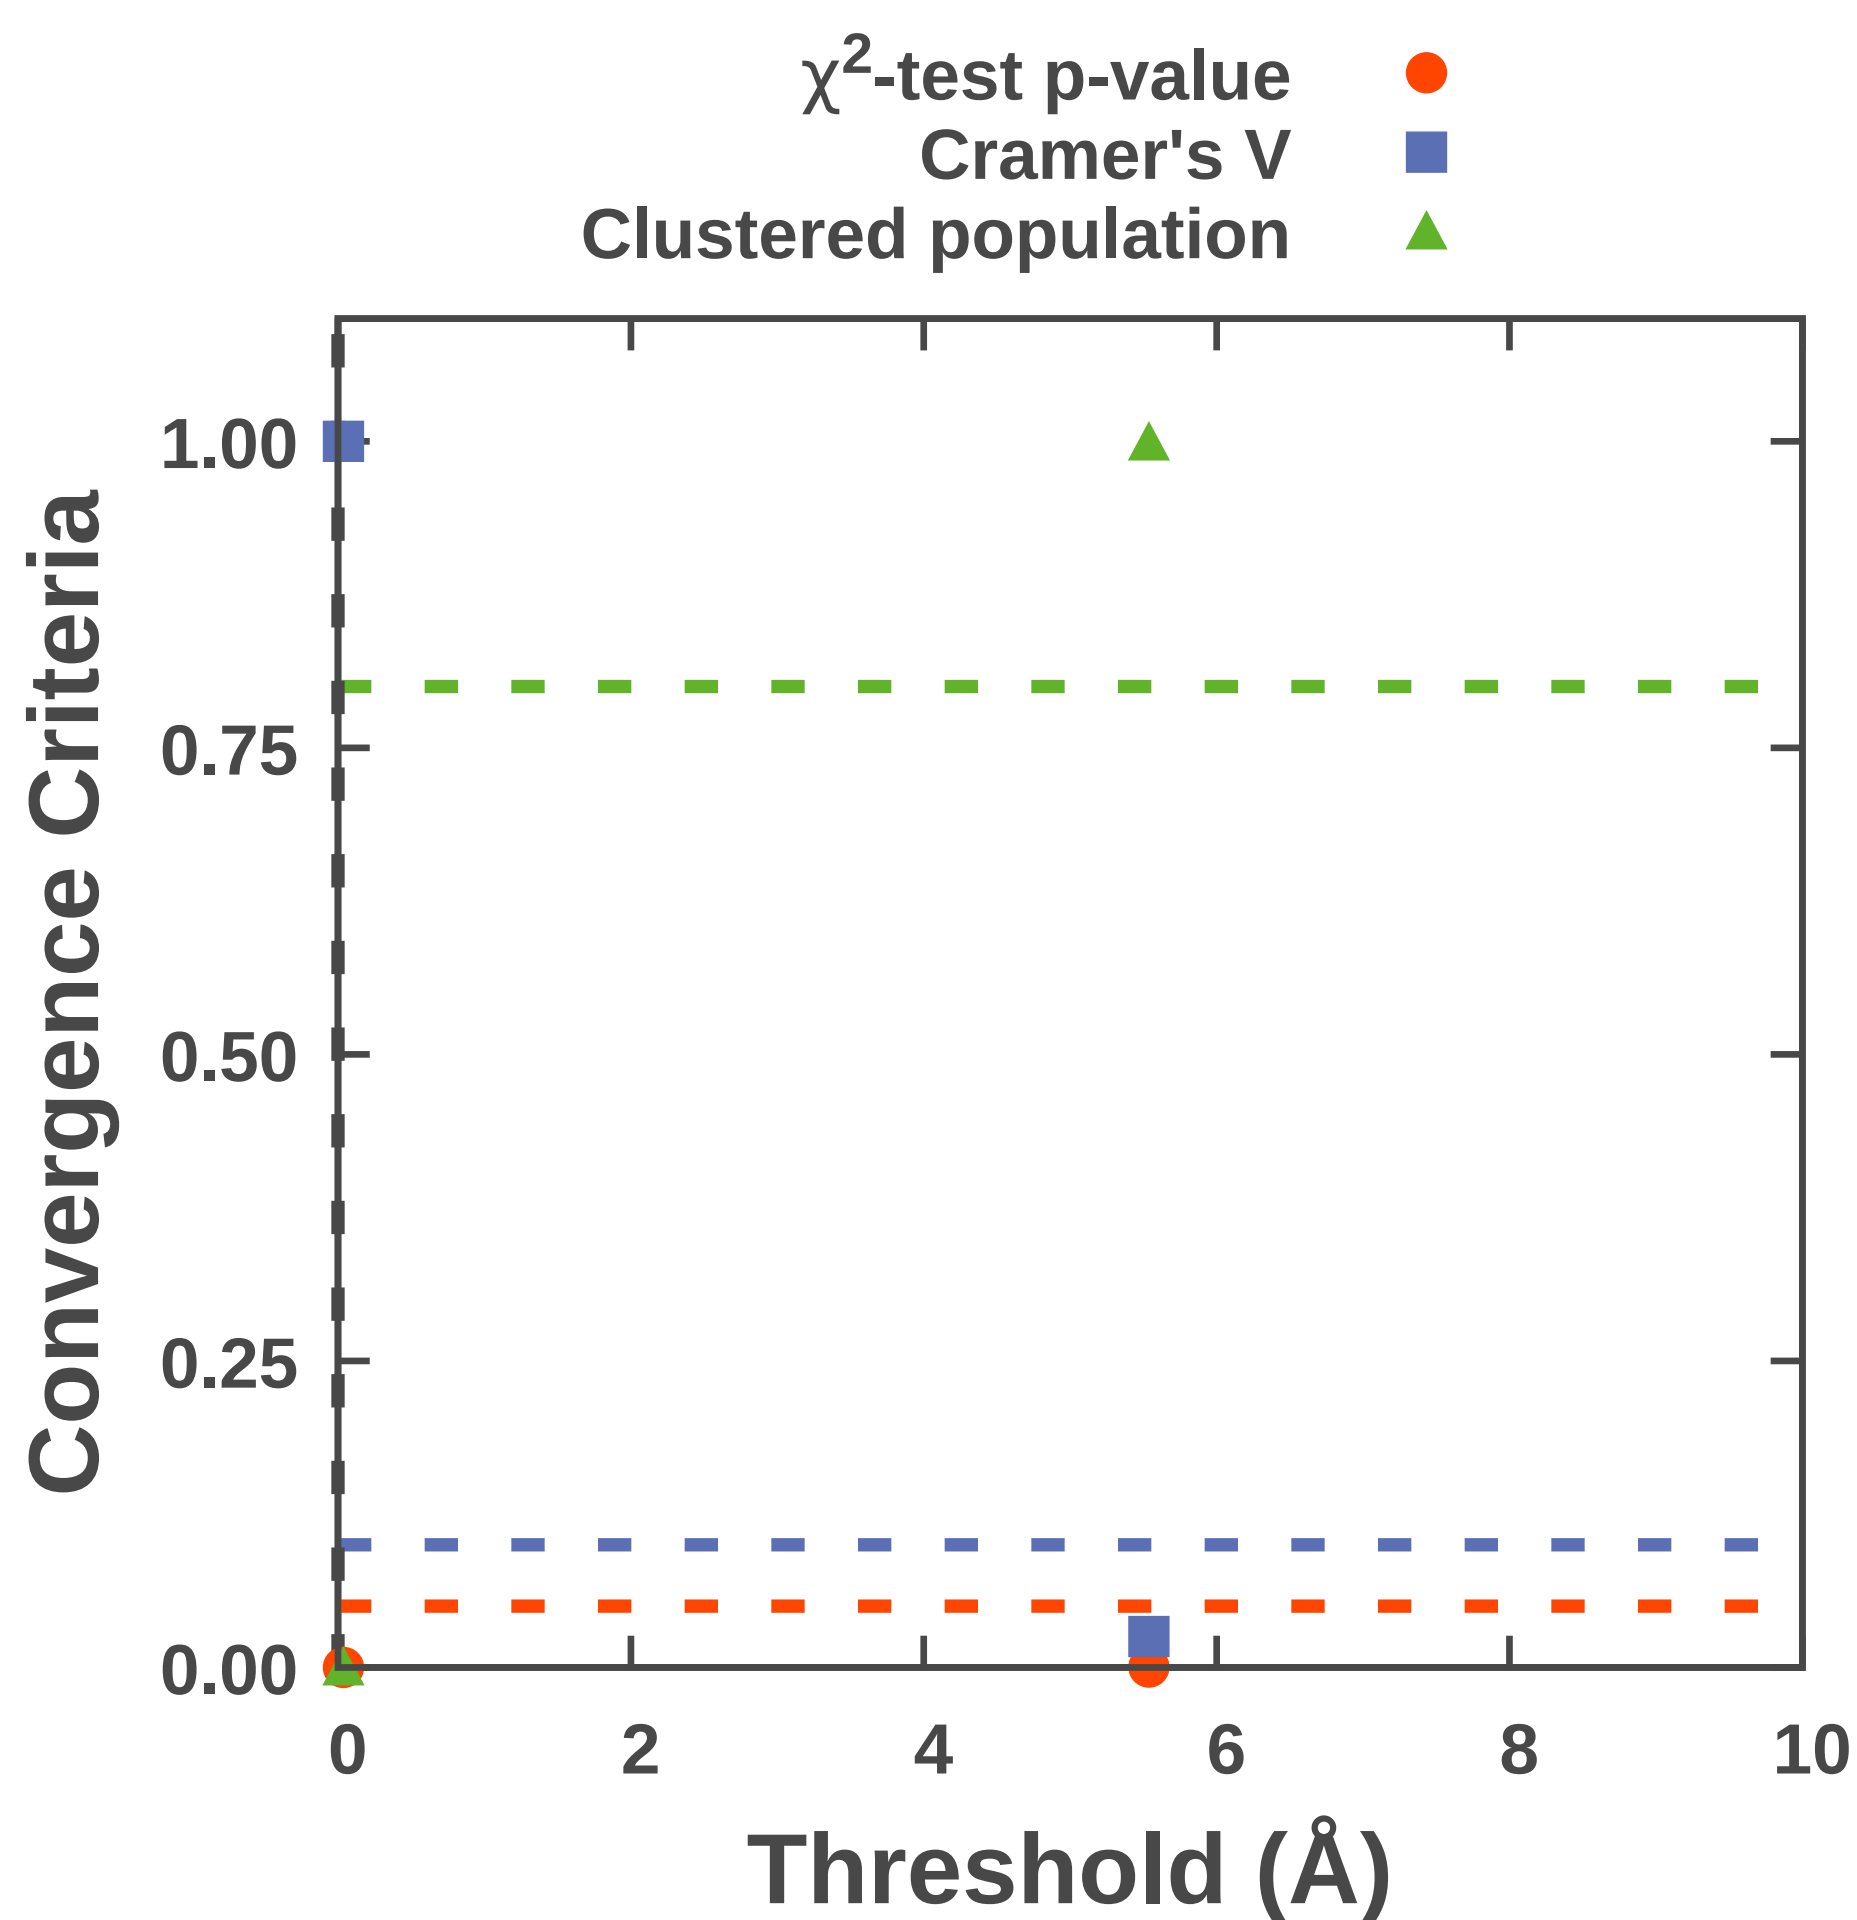 χ²-test p-value
Cramer's V
Clustered population
1.00
0.75
0.50
0.25
0.00
Convergence Criteria
0 2 4 6 8 10
Threshold (Å)